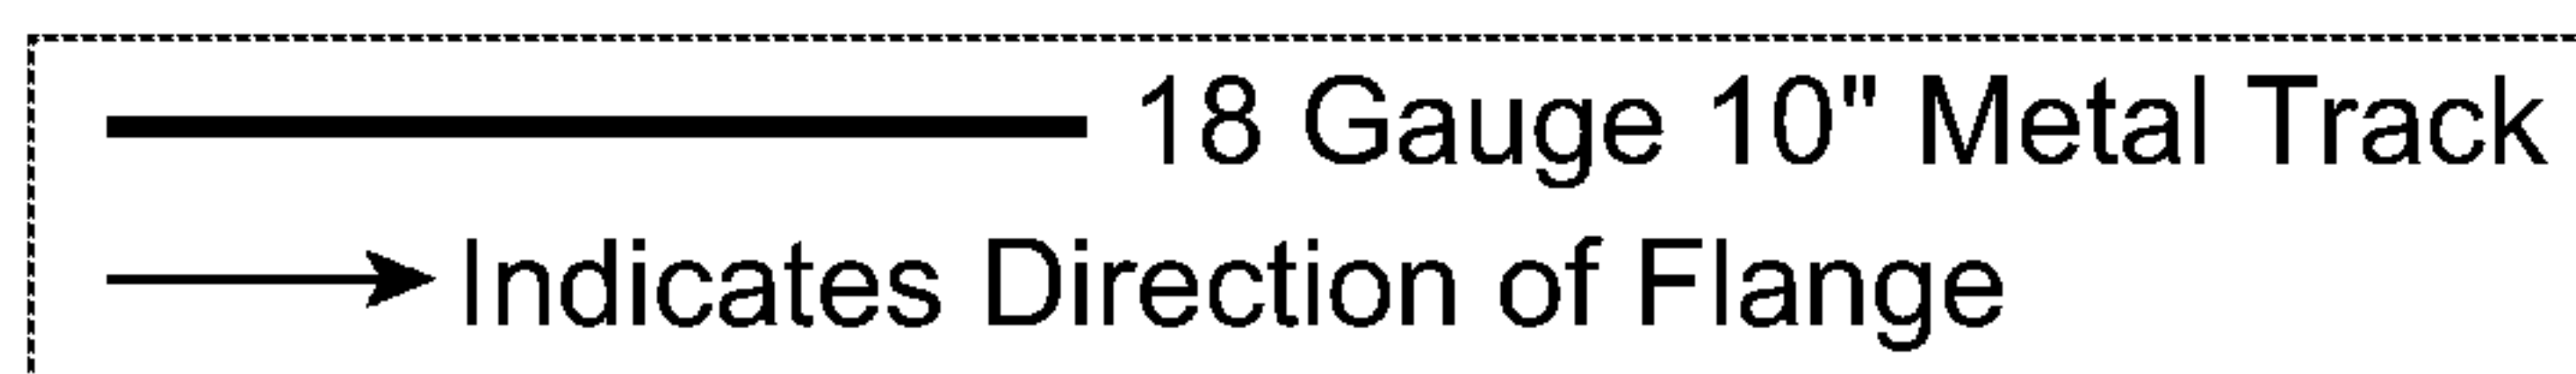 18 Gauge 10" Metal Track
Indicates Direction of Flange